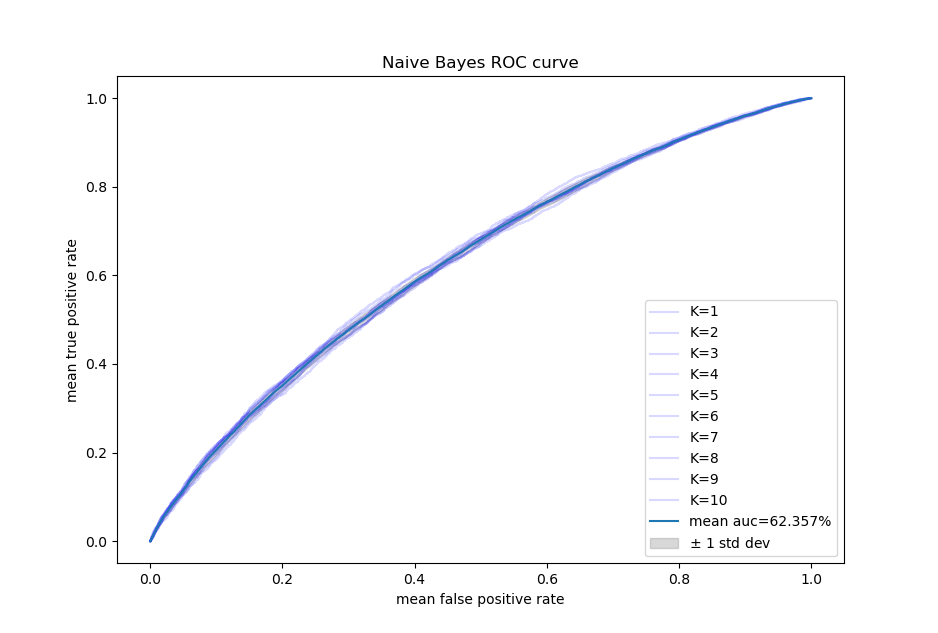 Naive Bayes ROC curve
mean true positive rate
1.0
0.8
0.6
0.4
0.2
0.0
0.0 0.2 0.4 0.6 0.8 1.0
mean false positive rate
K=1
K=2
K=3
K=4
K=5
K=6
K=7
K=8
K=9
K=10
mean auc=62.357%
± 1 std dev